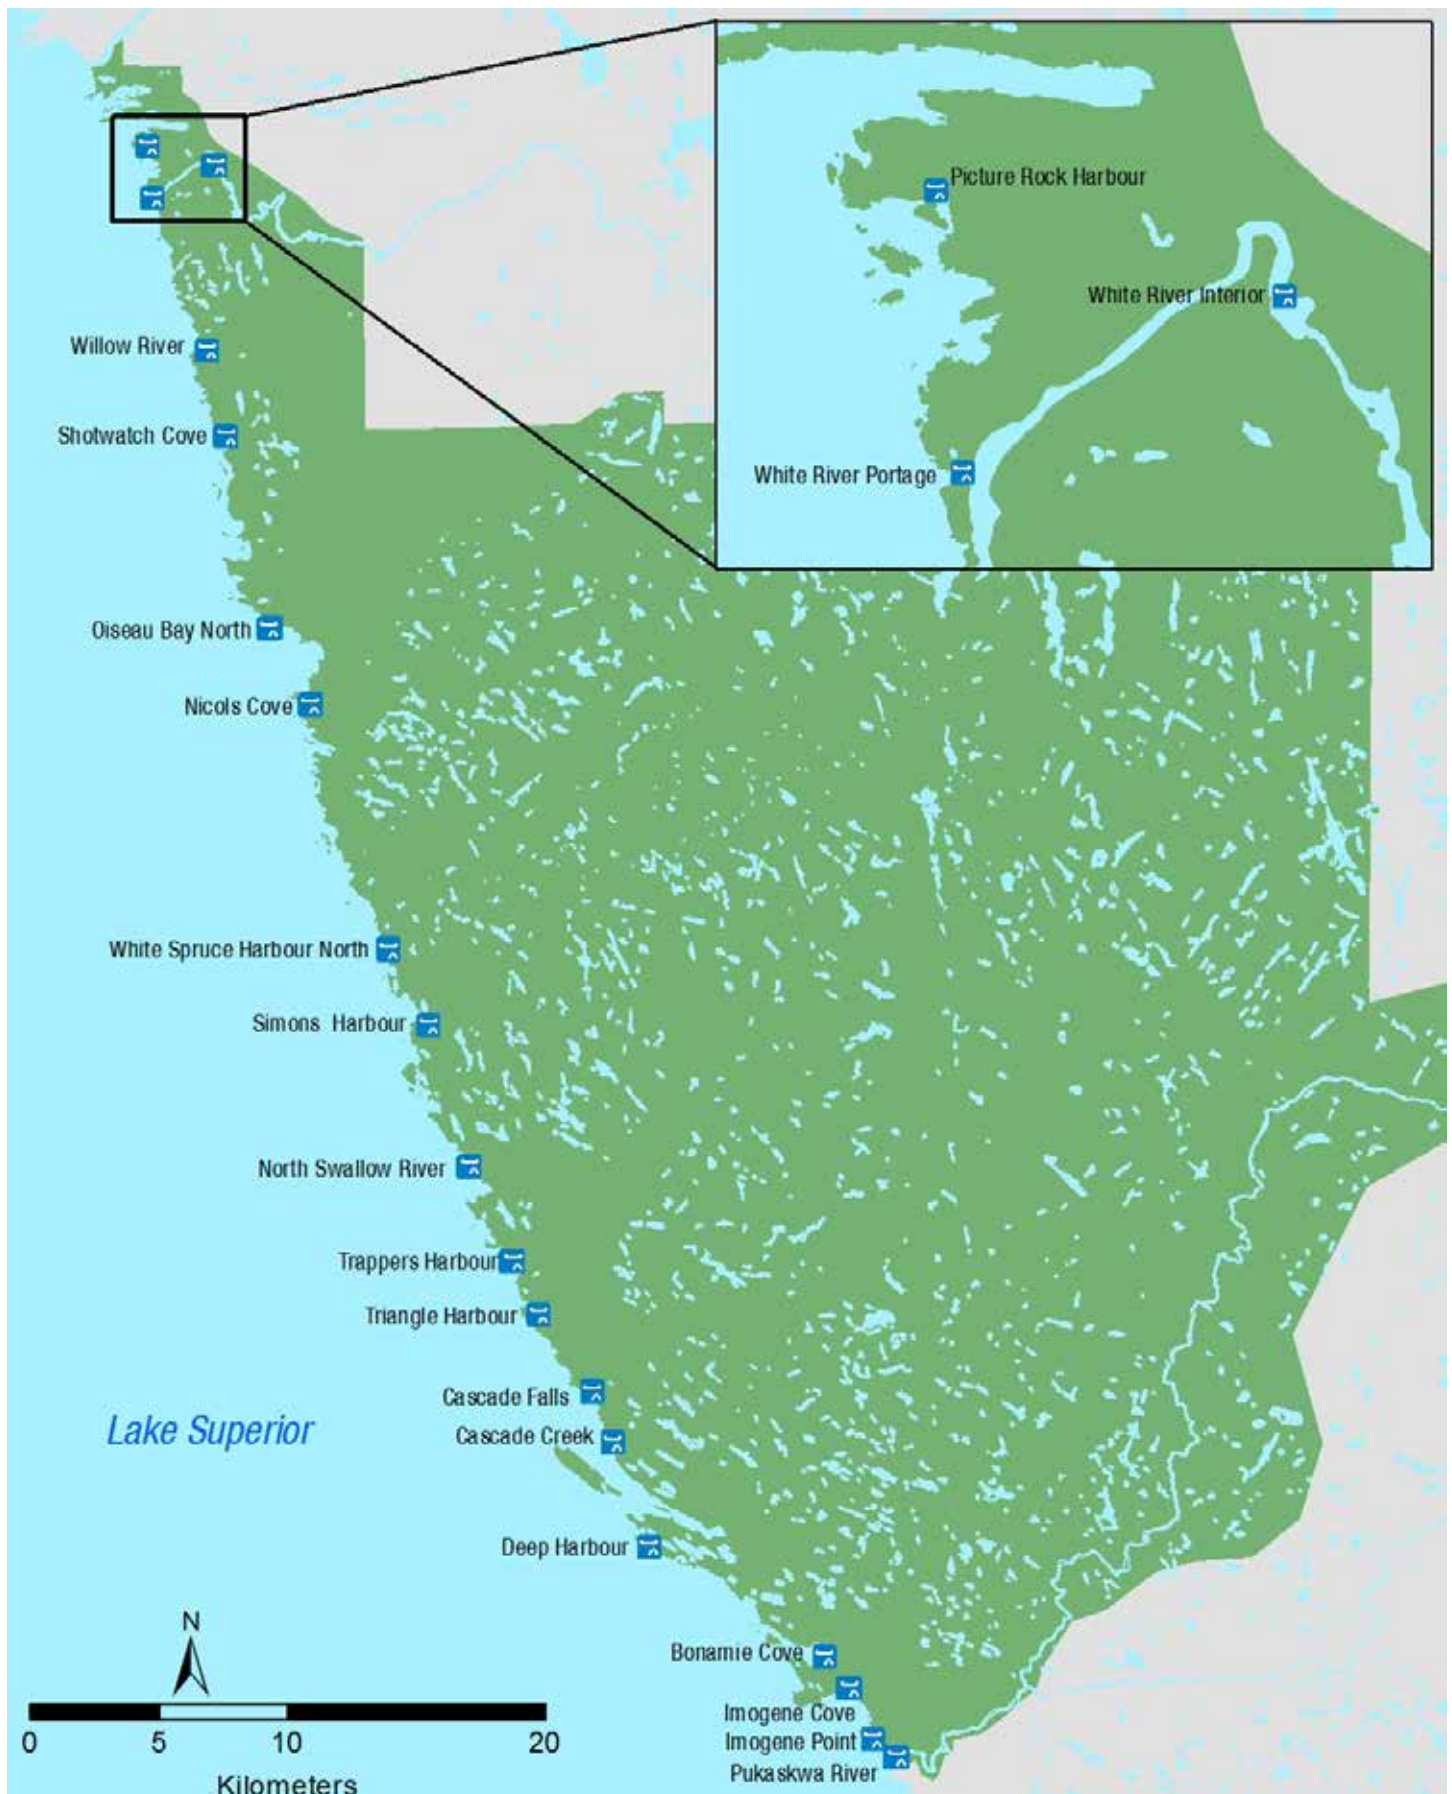 Picture Rock Harbour
White River Interior
White River Portage
Willow River
Shotwatch Cove
Oiseau Bay North
Nicols Cove
White Spruce Harbour North
Simons Harbour
North Swallow River
Trappers Harbour
Triangle Harbour
Cascade Falls
Lake Superior
Cascade Creek
Deep Harbour
N
Bonamie Cove
Imogene Cove
Imogene Point
Pukaskwa River
0 5 10 20
Kilometers